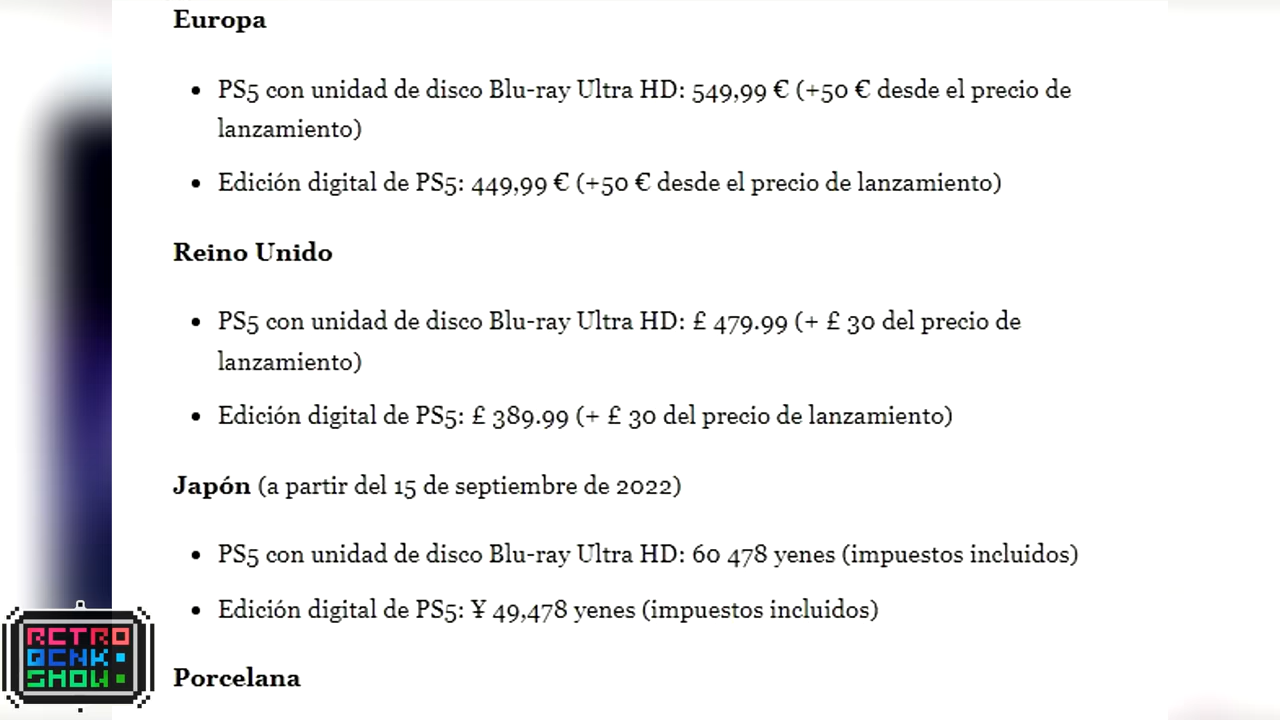 Europa
• PS5 con unidad de disco Blu-ray Ultra HD: 549,99 € (+50 € desde el precio de
lanzamiento)
• Edición digital de PS5: 449,99 € (+50 € desde el precio de lanzamiento)
Reino Unido
• PS5 con unidad de disco Blu-ray Ultra HD: £ 479.99 (+ £ 30 del precio de
lanzamiento)
• Edición digital de PS5: £ 389.99 (+ £ 30 del precio de lanzamiento)
Japón (a partir del 15 de septiembre de 2022)
• PS5 con unidad de disco Blu-ray Ultra HD: 60 478 yenes (impuestos incluidos)
• Edición digital de PS5: ¥ 49,478 yenes (impuestos incluidos)
RETRO
SHOW
Porcelana